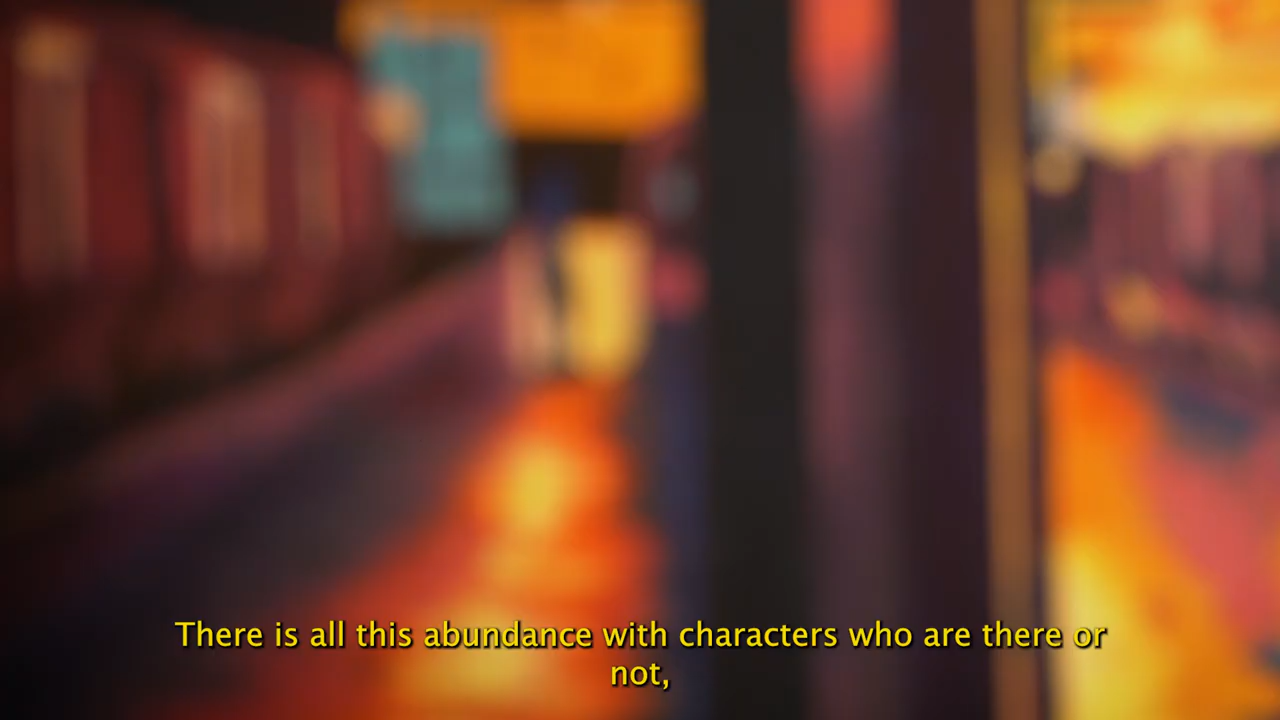 There is all this abundance with characters who are there or
not,